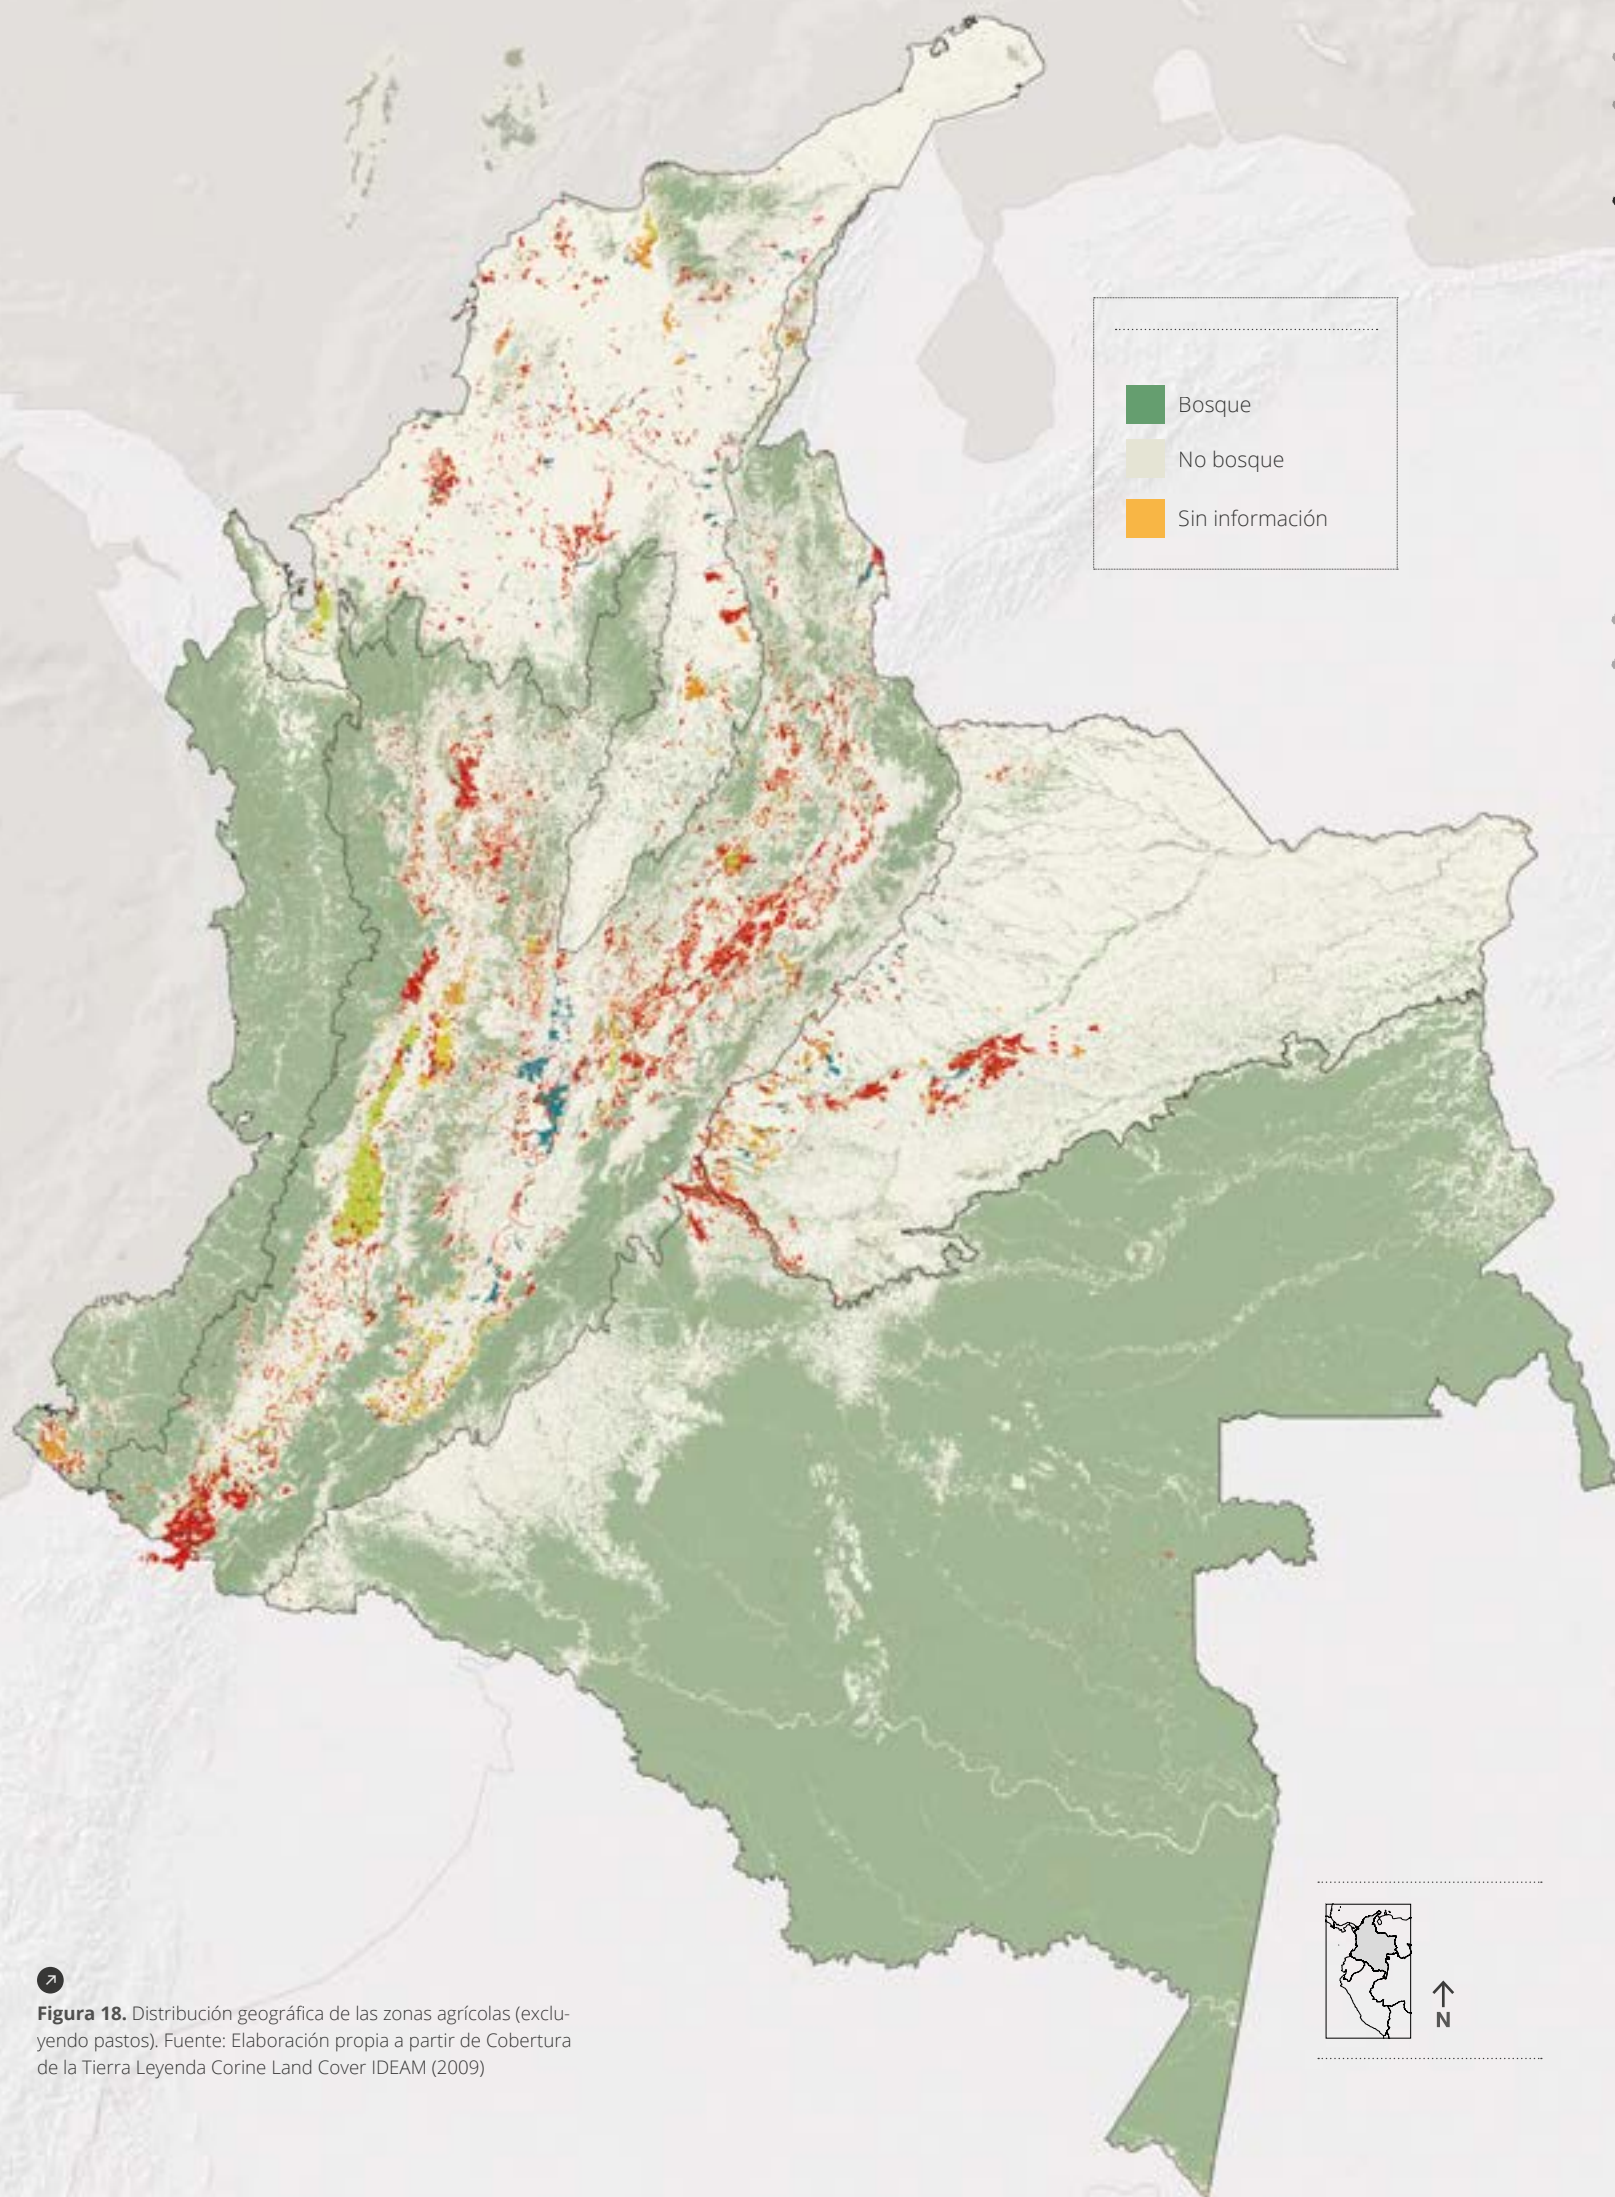 Bosque
No bosque
Sin información
N
Figura 18. Distribución geográfica de las zonas agrícolas (exclu-
yendo pastos). Fuente: Elaboración propia a partir de Cobertura
de la Tierra Leyenda Corine Land Cover IDEAM (2009)